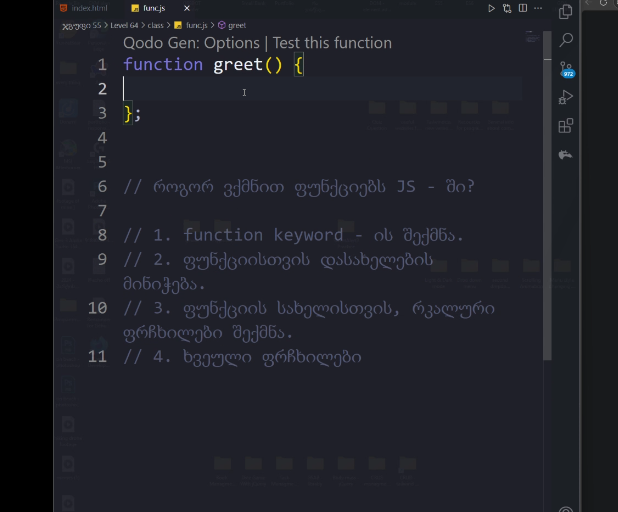 index.html
func.js
ჯგუფი 55 > Level 64 > class > func.js > greet
Qodo Gen: Options | Test this function
1 function greet() {
2
3 };
4
5
6 // როგორ ვქმნით ფუნქციებს JS - ში?
7
8 // 1. function keyword - ის შექმნა.
9 // 2. ფუნქციისთვის დასახელების
მინიჭება.
10 // 3. ფუნქციის სახელისთვის, რკალური
ფრჩხილები შექმნა.
11 // 4. ხვეული ფრჩხილები
972